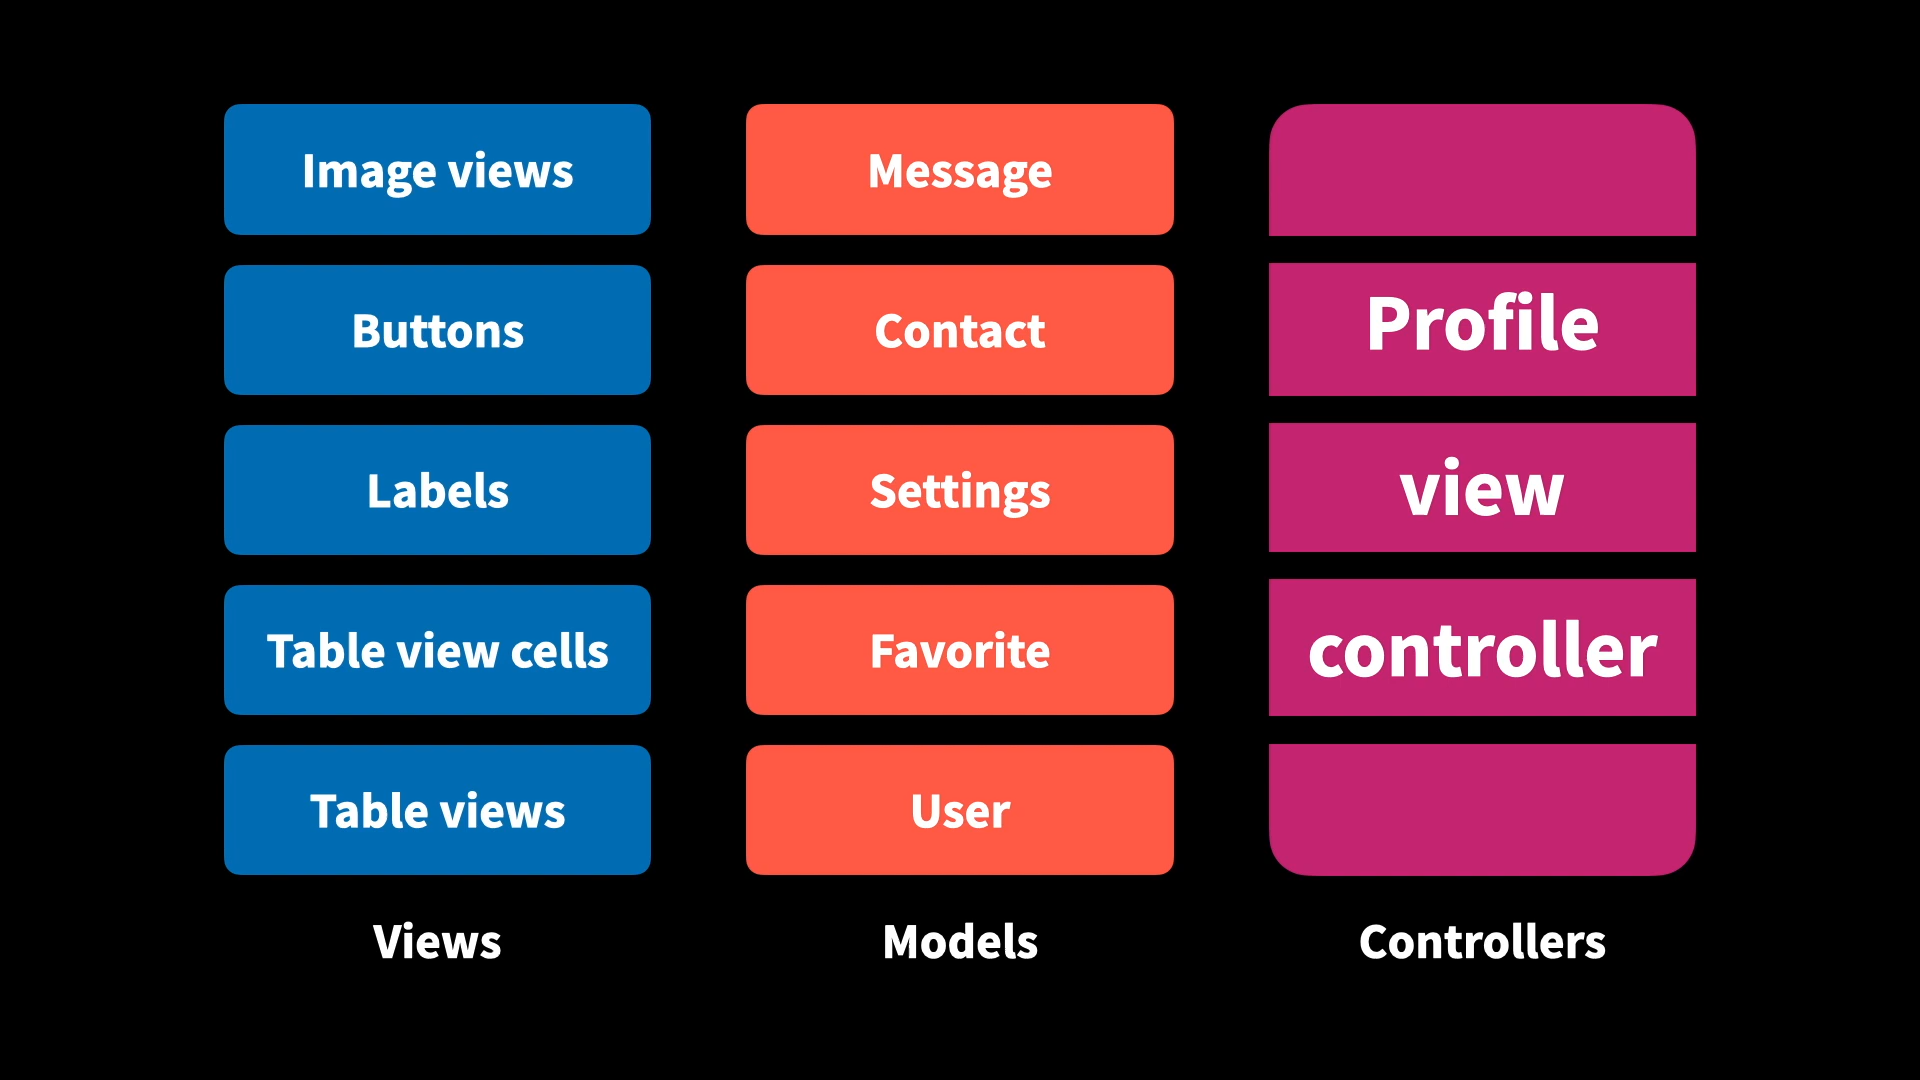 Image views
Buttons
Labels
Table view cells
Table views
Views
Message
Contact
Settings
Favorite
User
Models
Profile
view
controller
Controllers